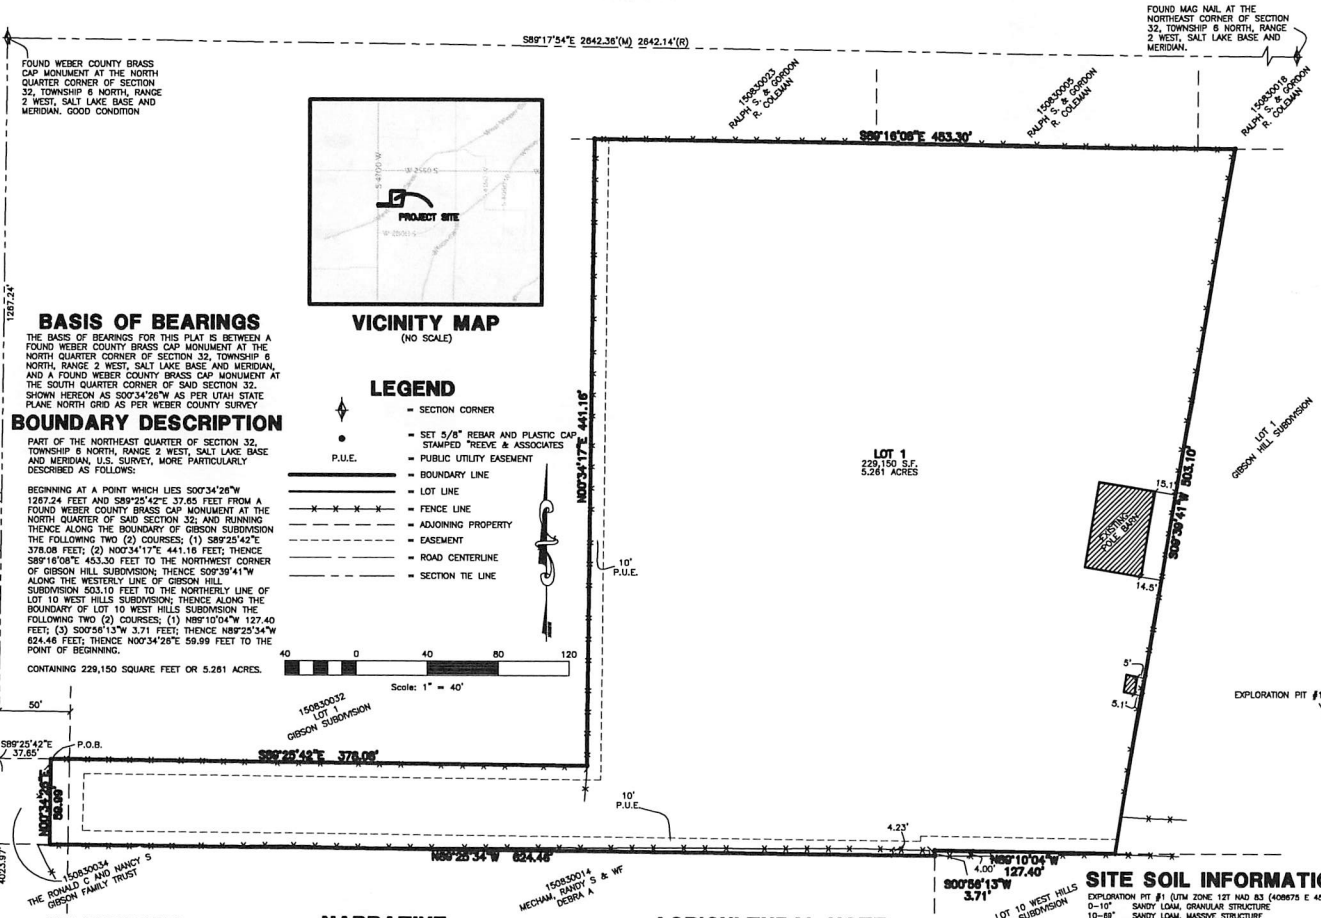 FOUND MAG NAIL AT THE
NORTHEAST CORNER OF SECTION
32, TOWNSHIP 6 NORTH, RANGE
2 WEST, SALT LAKE BASE AND
MERIDIAN.
S89°17'54"E 2642.36'(M) 2642.14'(R)
FOUND WEBER COUNTY BRASS
CAP MONUMENT AT THE NORTH
QUARTER CORNER OF SECTION
32, TOWNSHIP 6 NORTH, RANGE
2 WEST, SALT LAKE BASE AND
MERIDIAN. GOOD CONDITION
150830023
RALPH S. & GORDON
R. COLEMAN
150830005
RALPH S. & GORDON
R. COLEMAN
150830018
RALPH S. & GORDON
R. COLEMAN
S89°16'08"E 453.30'
S 4700 W
W 2550 S
PROJECT SITE
VICINITY MAP
(NO SCALE)
1267.24'
BASIS OF BEARINGS
THE BASIS OF BEARINGS FOR THIS PLAT IS BETWEEN A
FOUND WEBER COUNTY BRASS CAP MONUMENT AT THE
NORTH QUARTER CORNER OF SECTION 32, TOWNSHIP 6
NORTH, RANGE 2 WEST, SALT LAKE BASE AND MERIDIAN,
AND A FOUND WEBER COUNTY BRASS CAP MONUMENT AT
THE SOUTH QUARTER CORNER OF SAID SECTION 32.
SHOWN HEREON AS S00°34'26"W AS PER UTAH STATE
PLANE NORTH GRID AS PER WEBER COUNTY SURVEY
BOUNDARY DESCRIPTION
PART OF THE NORTHEAST QUARTER OF SECTION 32,
TOWNSHIP 6 NORTH, RANGE 2 WEST, SALT LAKE BASE
AND MERIDIAN, U.S. SURVEY, MORE PARTICULARLY
DESCRIBED AS FOLLOWS:
BEGINNING AT A POINT WHICH LIES S00°34'26"W
1267.24 FEET AND S89°25'42"E 37.65 FEET FROM A
FOUND WEBER COUNTY BRASS CAP MONUMENT AT THE
NORTH QUARTER OF SAID SECTION 32; AND RUNNING
THENCE ALONG THE BOUNDARY OF GIBSON SUBDIVISION
THE FOLLOWING TWO (2) COURSES; (1) S89°25'42"E
378.08 FEET; (2) N00°34'17"E 441.16 FEET; THENCE
S89°16'08"E 453.30 FEET TO THE NORTHWEST CORNER
OF GIBSON HILL SUBDIVISION; THENCE S09°39'41"W
ALONG THE WESTERLY LINE OF GIBSON HILL
SUBDIVISION 503.10 FEET TO THE NORTHERLY LINE OF
LOT 10 WEST HILLS SUBDIVISION; THENCE ALONG THE
BOUNDARY OF LOT 10 WEST HILLS SUBDIVISION THE
FOLLOWING TWO (2) COURSES; (1) N89°10'04"W 127.40
FEET; (3) S00°56'13"W 3.71 FEET; THENCE N89°25'34"W
624.46 FEET; THENCE N00°34'26"E 59.99 FEET TO THE
POINT OF BEGINNING.
CONTAINING 229,150 SQUARE FEET OR 5.261 ACRES.
LEGEND
= SECTION CORNER
= SET 5/8" REBAR AND PLASTIC CAP
STAMPED "REEVE & ASSOCIATES
P.U.E. = PUBLIC UTILITY EASEMENT
= BOUNDARY LINE
= LOT LINE
= FENCE LINE
= ADJOINING PROPERTY
= EASEMENT
= ROAD CENTERLINE
= SECTION TIE LINE
40 0 40 80 120
Scale: 1" = 40'
N00°34'17"E 441.16'
10'
P.U.E.
LOT 1
229,150 S.F.
5.261 ACRES
EXISTING
POLE BARN
15.1'
14.5'
S09°39'41"W 503.10'
LOT 1
GIBSON HILL SUBDIVISION
5'
5.1'
EXPLORATION PIT #1
150830032
LOT 1
GIBSON SUBDIVISION
50'
S89°25'42"E
37.65'
P.O.B.
S89°25'42"E 378.08'
N00°34'26"E
59.99'
10'
P.U.E.
4.23'
N89°25'34"W 624.46'
4.00'
N89°10'04"W
127.40'
S00°56'13"W
3.71'
4023.97'
150830034
THE RONALD C AND NANCY S
GIBSON FAMILY TRUST
150830014
MECHAM, RANDY S & WF
DEBRA A
LOT 10 WEST HILLS
SUBDIVISION
SITE SOIL INFORMATIO
EXPLORATION PIT #1 (UTM ZONE 12T NAD 83 (408675 E 45
0-10" SANDY LOAM, GRANULAR STRUCTURE
10-69" SANDY LOAM, MASSIVE STRUCTURE
NARRATIVE